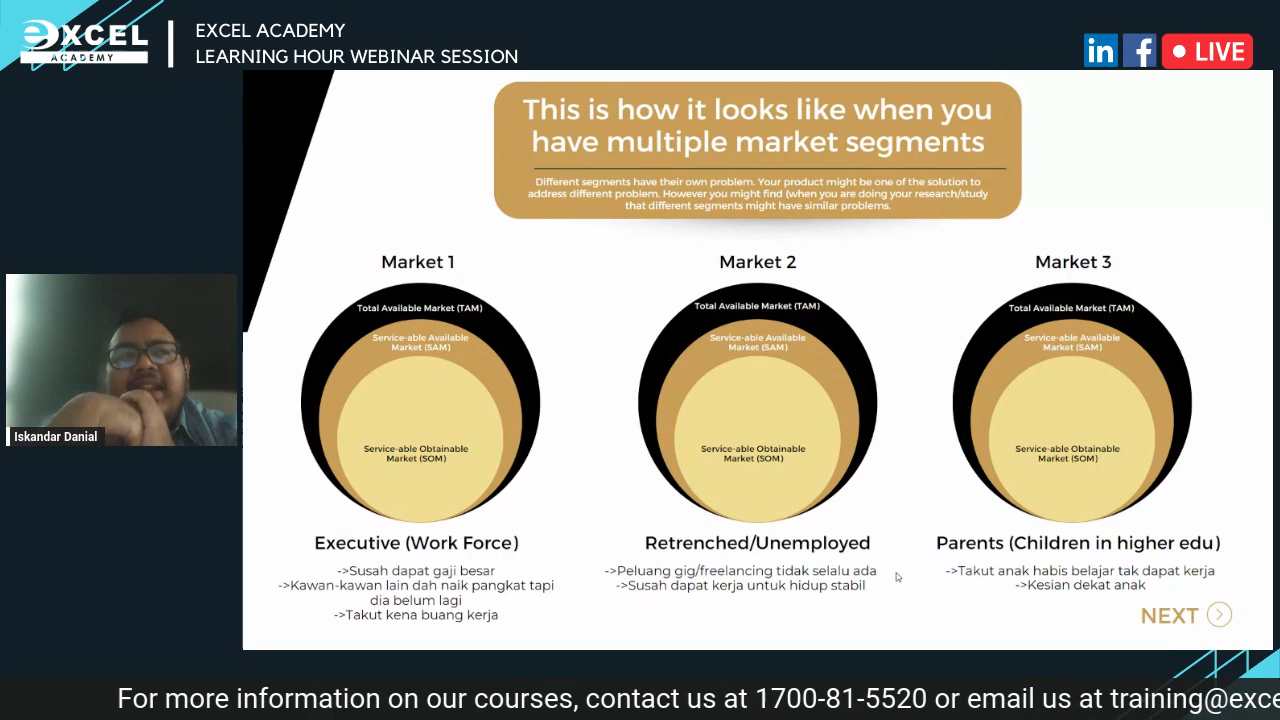 eXCEL
ACADEMY
EXCEL ACADEMY
LEARNING HOUR WEBINAR SESSION
in
f
LIVE
This is how it looks like when you
have multiple market segments
Different segments have their own problem. Your product might be one of the solution to
address different problem. However you might find (when you are doing your research/study
that different segments might have similar problems.
Market 1
Total Available Market (TAM)
Service-able Available
Market (SAM)
Service-able Obtainable
Market (SOM)
Executive (Work Force)
->Susah dapat gaji besar
->Kawan-kawan lain dah naik pangkat tapi
dia belum lagi
->Takut kena buang kerja
Market 2
Total Available Market (TAM)
Service-able Available
Market (SAM)
Service-able Obtainable
Market (SOM)
Retrenched/Unemployed
->Peluang gig/freelancing tidak selalu ada
->Susah dapat kerja untuk hidup stabil
Market 3
Total Available Market (TAM)
Service-able Available
Market (SAM)
Service-able Obtainable
Market (SOM)
Parents (Children in higher edu)
->Takut anak habis belajar tak dapat kerja
->Kesian dekat anak
NEXT
Iskandar Danial
For more information on our courses, contact us at 1700-81-5520 or email us at training@exce